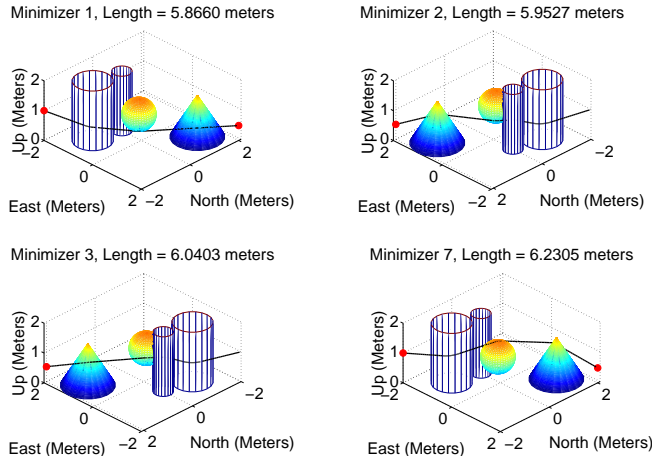 Minimizer 1, Length = 5.8660 meters
Up (Meters)
2
1
0
−2
0
2
−2
0
2
East (Meters)
North (Meters)
Minimizer 2, Length = 5.9527 meters
Up (Meters)
2
1
0
−2
0
2
2
0
−2
East (Meters)
North (Meters)
Minimizer 3, Length = 6.0403 meters
Up (Meters)
2
1
0
−2
0
2
2
0
−2
East (Meters)
North (Meters)
Minimizer 7, Length = 6.2305 meters
Up (Meters)
2
1
0
−2
0
2
−2
0
2
East (Meters)
North (Meters)